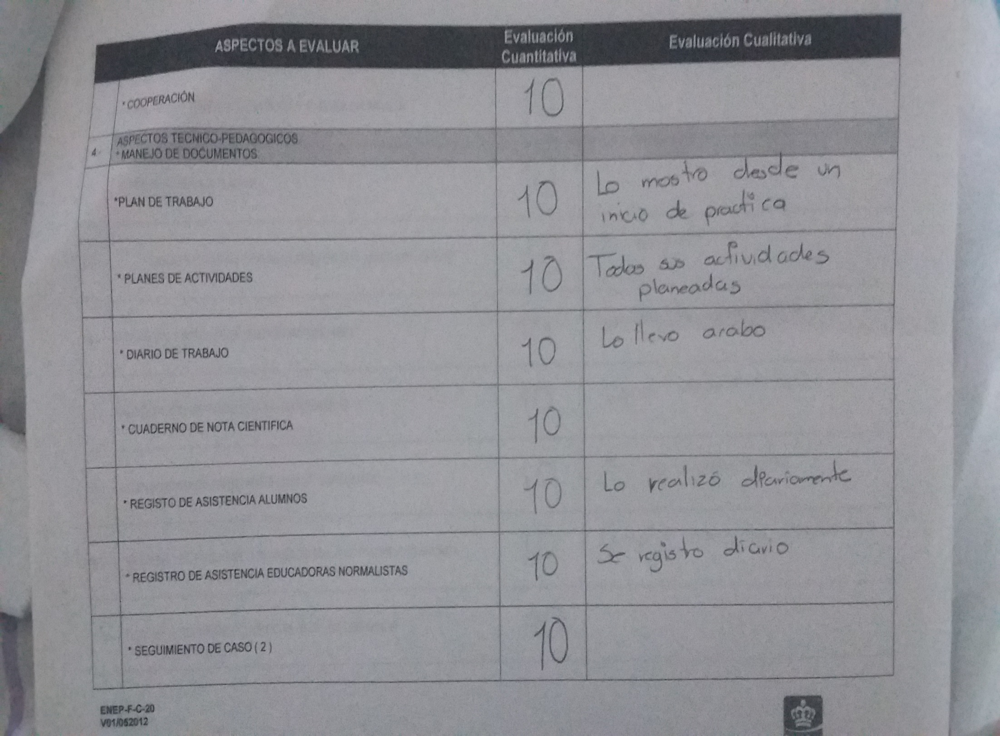 ASPECTOS A EVALUAR
Evaluación
Cuantitativa
Evaluación Cualitativa
* COOPERACIÓN
10
4.-
ASPECTOS TECNICO-PEDAGOGICOS
* MANEJO DE DOCUMENTOS
*PLAN DE TRABAJO
10
Lo mostro desde un
inicio de practica
* PLANES DE ACTIVIDADES
10
Todas sus actividades
planeadas
* DIARIO DE TRABAJO
10
Lo llevo acabo
* CUADERNO DE NOTA CIENTIFICA
10
* REGISTO DE ASISTENCIA ALUMNOS
10
Lo realizó diariamente
* REGISTRO DE ASISTENCIA EDUCADORAS NORMALISTAS
10
Se registro diario
* SEGUIMIENTO DE CASO ( 2 )
10
ENEP-F-C-20
V01/052012